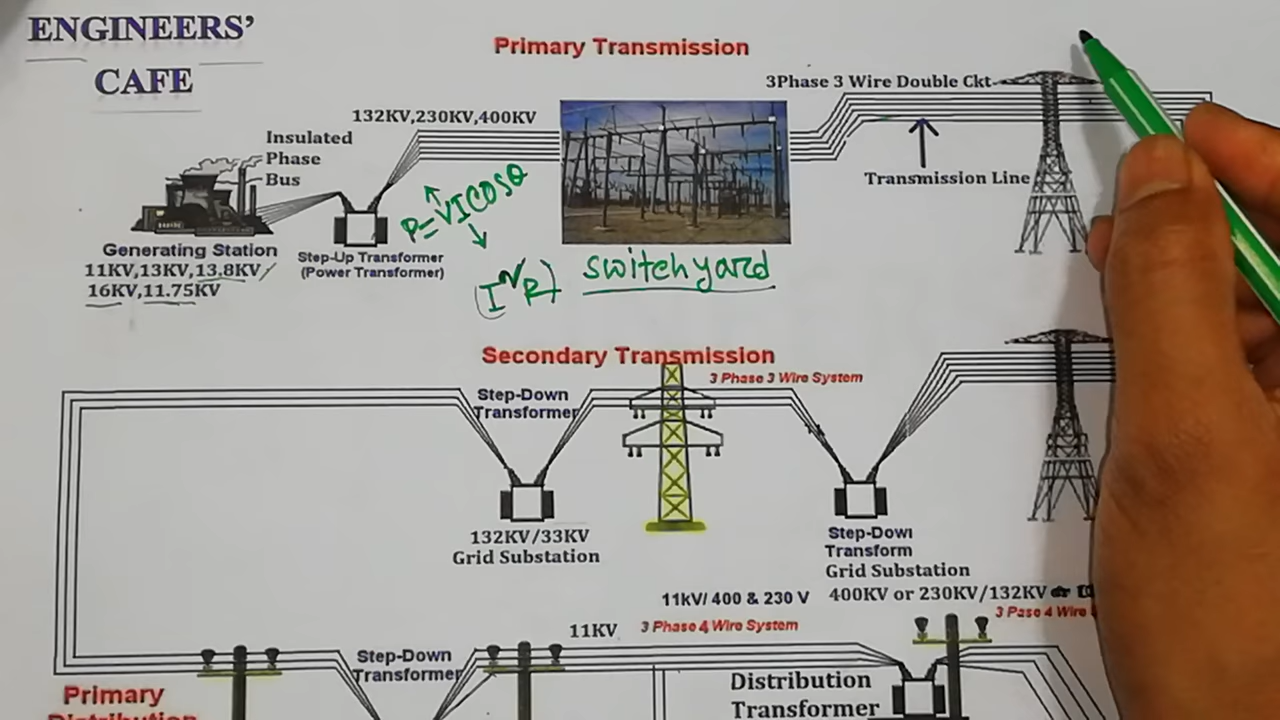 ENGINEERS'
CAFE
Primary Transmission
3Phase 3 Wire Double Ckt
132KV,230KV,400KV
Insulated
Phase
Bus
Transmission Line
P=VICOSθ
Generating Station
11KV,13KV,13.8KV
16KV,11.75KV
Step-Up Transformer
(Power Transformer)
(I²R)
switchyard
Secondary Transmission
3 Phase 3 Wire System
Step-Down
Transformer
132KV/33KV
Grid Substation
Step-Down
Transform
Grid Substation
400KV or 230KV/132KV
11kV/ 400 & 230 V
3 Pase 4 Wire
11KV
3 Phase 4 Wire System
Step-Down
Transformer
Distribution
Transformer
Primary
Distribution